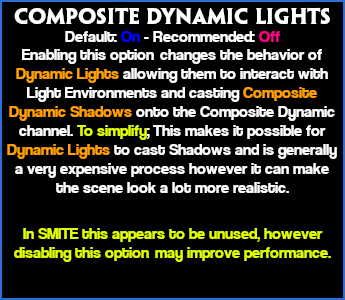 COMPOSITE DYNAMIC LIGHTS
Default: On - Recommended: Off
Enabling this option changes the behavior of
Dynamic Lights allowing them to interact with
Light Environments and casting Composite
Dynamic Shadows onto the Composite Dynamic
channel. To simplify; This makes it possible for
Dynamic Lights to cast Shadows and is generally
a very expensive process however it can make
the scene look a lot more realistic.
In SMITE this appears to be unused, however
disabling this option may improve performance.